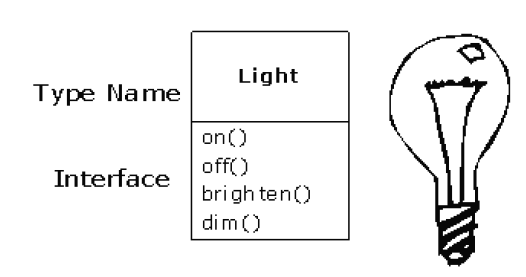 Type Name
Light
Interface
on()
off()
brighten()
dim()